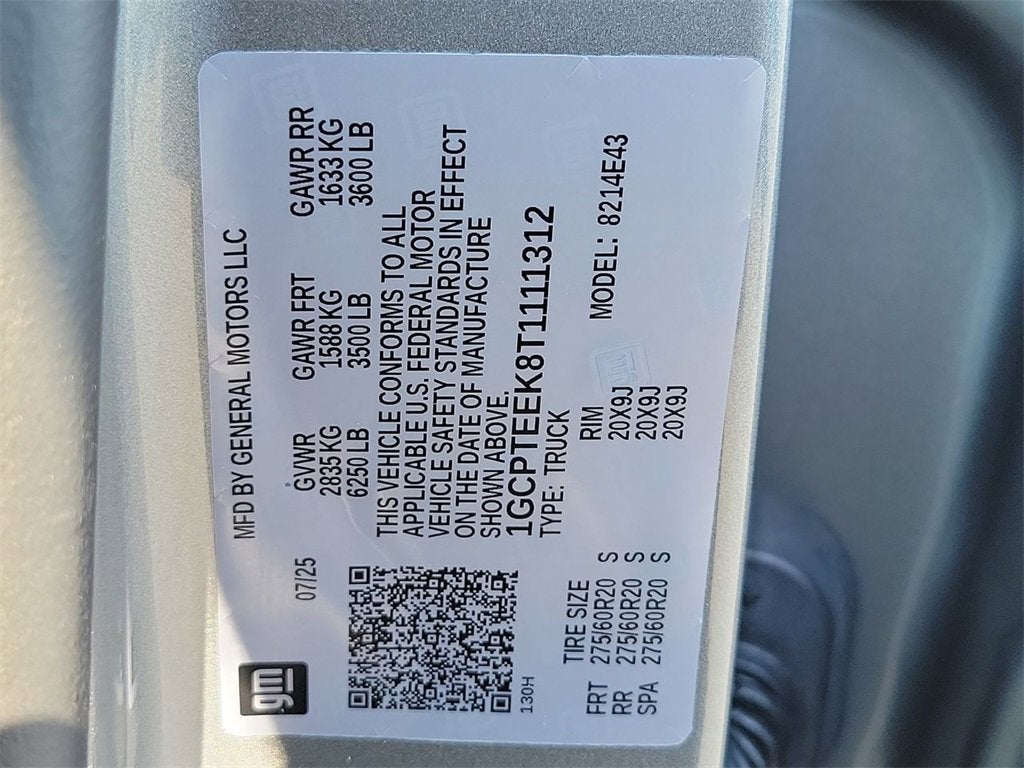 gm
07/25
MFD BY GENERAL MOTORS LLC
GVWR GAWR FRT GAWR RR
2835 KG 1588 KG 1633 KG
6250 LB 3500 LB 3600 LB
THIS VEHICLE CONFORMS TO ALL
APPLICABLE U.S. FEDERAL MOTOR
VEHICLE SAFETY STANDARDS IN EFFECT
ON THE DATE OF MANUFACTURE
SHOWN ABOVE.
1GCPTEEK8T1111312
TYPE: TRUCK
130H
MODEL: 8214E43
TIRE SIZE RIM
FRT 275/60R20 S 20X9J
RR 275/60R20 S 20X9J
SPA 275/60R20 S 20X9J